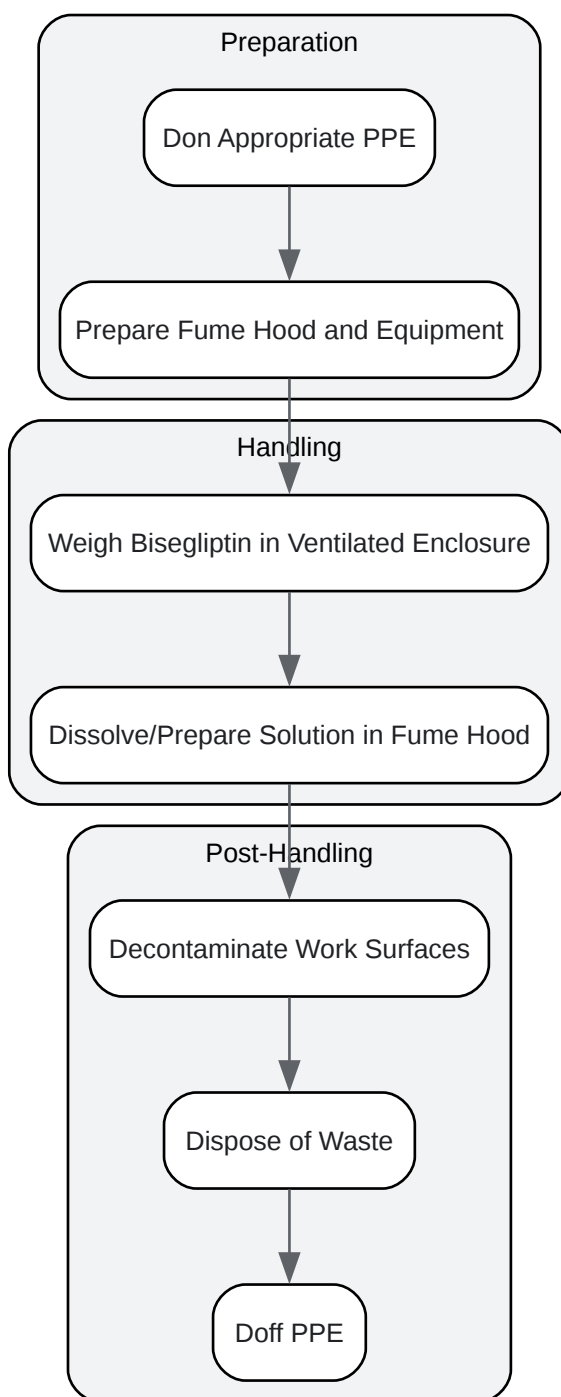 Preparation
Don Appropriate PPE
Prepare Fume Hood and Equipment
Handling
Weigh Bisegliptin in Ventilated Enclosure
Dissolve/Prepare Solution in Fume Hood
Post-Handling
Decontaminate Work Surfaces
Dispose of Waste
Doff PPE